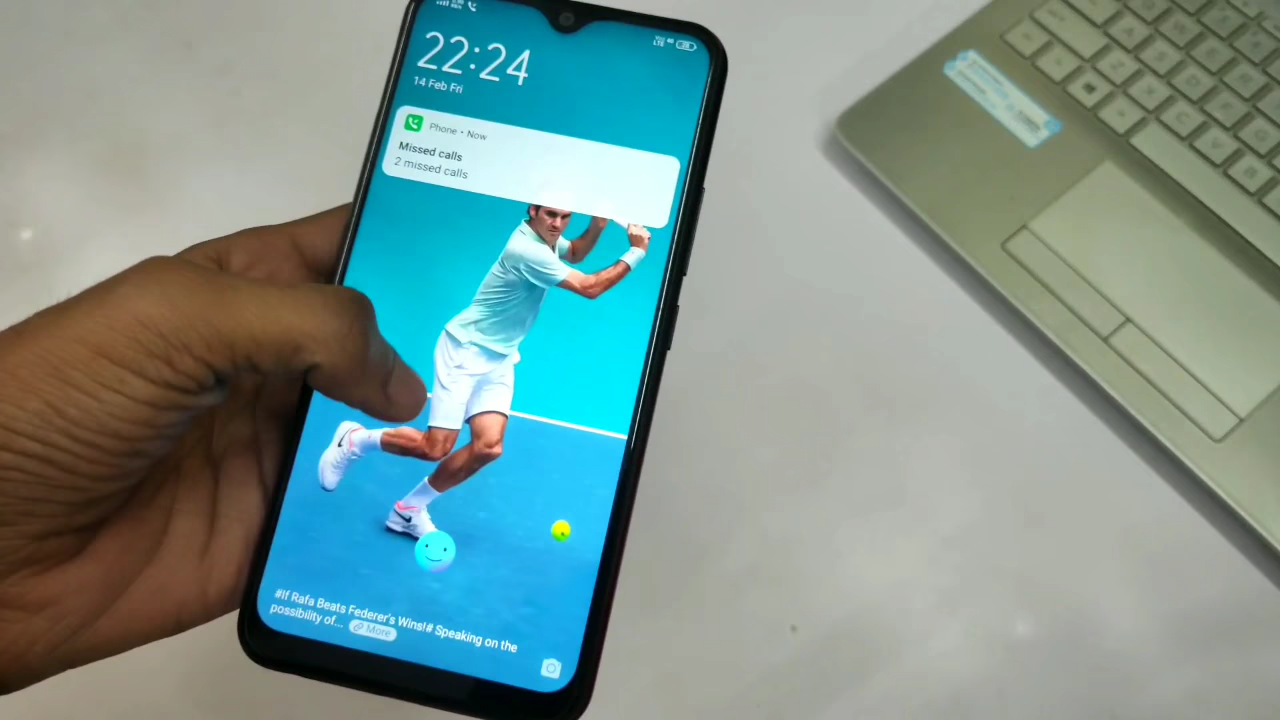 22:24
14 Feb Fri
Phone • Now
Missed calls
2 missed calls
#If Rafa Beats Federer's Wins!# Speaking on the
possibility of... More
A
Z
X
C
V
B